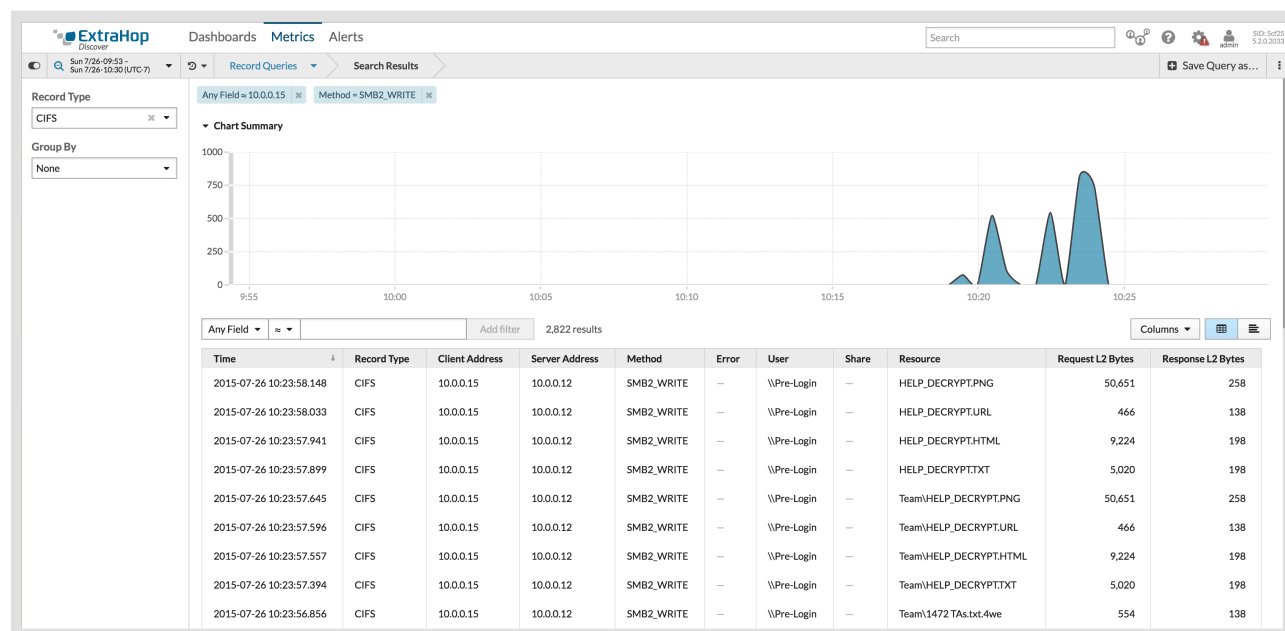 ExtraHop
Discover
Dashboards Metrics Alerts
Search
admin
SID: 5cf25
5.2.0.2033
Sun 7/26-09:53 -
Sun 7/26-10:30 (UTC-7)
Record Queries
Search Results
Save Query as...
Record Type
CIFS
Group By
None
Any Field ≈ 10.0.0.15 × Method = SMB2_WRITE ×
Chart Summary
1000
750
500
250
0
9:55 10:00 10:05 10:10 10:15 10:20 10:25
Any Field ≈ Add filter 2,822 results Columns
Time ↓ Record Type Client Address Server Address Method Error User Share Resource Request L2 Bytes Response L2 Bytes
2015-07-26 10:23:58.148 CIFS 10.0.0.15 10.0.0.12 SMB2_WRITE — \\Pre-Login — HELP_DECRYPT.PNG 50,651 258
2015-07-26 10:23:58.033 CIFS 10.0.0.15 10.0.0.12 SMB2_WRITE — \\Pre-Login — HELP_DECRYPT.URL 466 138
2015-07-26 10:23:57.941 CIFS 10.0.0.15 10.0.0.12 SMB2_WRITE — \\Pre-Login — HELP_DECRYPT.HTML 9,224 198
2015-07-26 10:23:57.899 CIFS 10.0.0.15 10.0.0.12 SMB2_WRITE — \\Pre-Login — HELP_DECRYPT.TXT 5,020 198
2015-07-26 10:23:57.645 CIFS 10.0.0.15 10.0.0.12 SMB2_WRITE — \\Pre-Login — Team\HELP_DECRYPT.PNG 50,651 258
2015-07-26 10:23:57.596 CIFS 10.0.0.15 10.0.0.12 SMB2_WRITE — \\Pre-Login — Team\HELP_DECRYPT.URL 466 138
2015-07-26 10:23:57.557 CIFS 10.0.0.15 10.0.0.12 SMB2_WRITE — \\Pre-Login — Team\HELP_DECRYPT.HTML 9,224 198
2015-07-26 10:23:57.394 CIFS 10.0.0.15 10.0.0.12 SMB2_WRITE — \\Pre-Login — Team\HELP_DECRYPT.TXT 5,020 198
2015-07-26 10:23:56.856 CIFS 10.0.0.15 10.0.0.12 SMB2_WRITE — \\Pre-Login — Team\1472 TAs.txt.4we 554 138